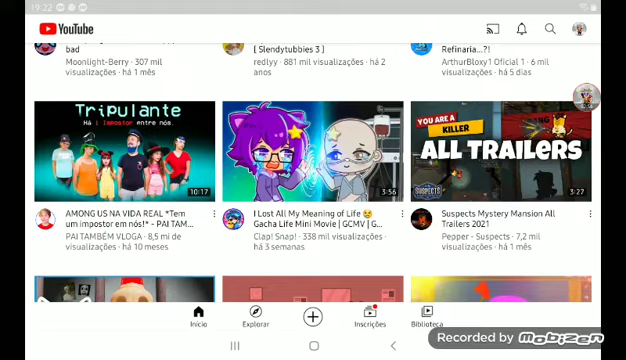 19:22
YouTube
bad
Moonlight-Berry · 307 mil
visualizações · há 1 mês
[ Slendytubbies 3 ]
redlyy · 881 mil visualizações · há 2
anos
Refinaria...?!
ArthurBloxy1 Oficial 1 · 6
visualizações · há 5 dias
Tripulante
Há 1 Impostor entre nós.
10:17
3:56
YOU ARE A
KILLER
ALL TRAILERS
SUSPECTS
3:27
AMONG US NA VIDA REAL *Tem
um impostor em nós!* - PAI TAM...
PAI TAMBÉM VLOGA · 8,5 mi de
visualizações · há 10 meses
I Lost All My Meaning of Life 😢
Gacha Life Mini Movie | GCMV | G...
Clap! Snap! · 338 mil visualizações ·
há 3 semanas
Suspects Mystery Mansion All
Trailers 2021
Pepper - Suspects · 7,2 mil
visualizações · há 1 mês
Início
Explorar
Inscrições
Biblioteca
Recorded by Mobizen